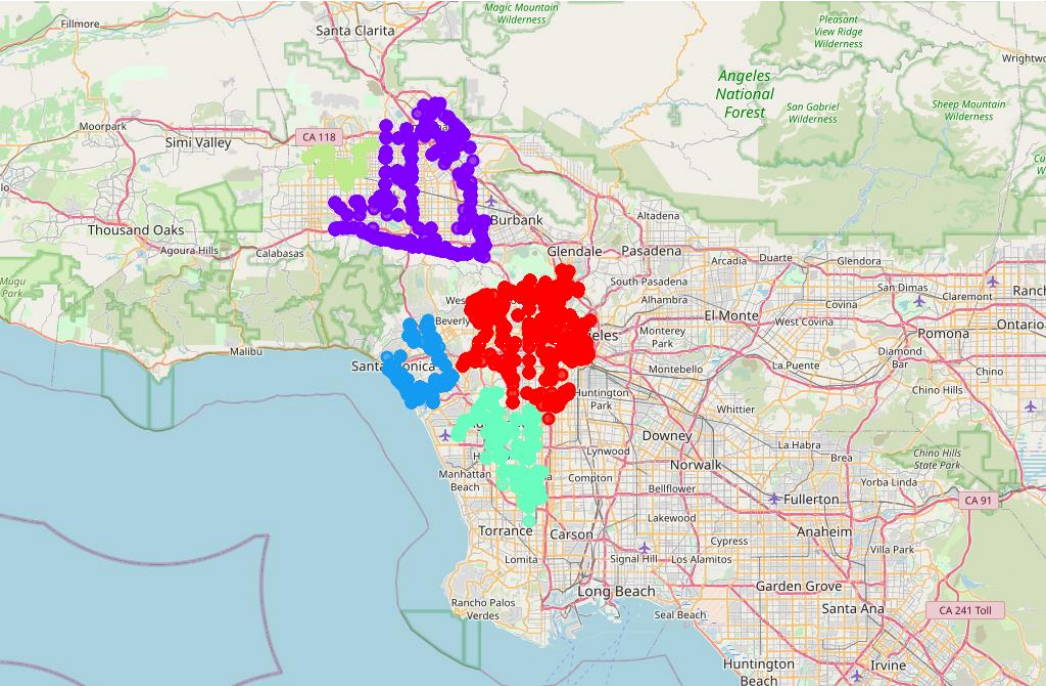 Fillmore
Santa Clarita
Magic Mountain
Wilderness
Pleasant
View Ridge
Wilderness
Wrightwo
Angeles
National
Forest
San Gabriel
Wilderness
Sheep Mountain
Wilderness
Moorpark
Simi Valley
CA 118
Cu
Wi
lo
Thousand Oaks
Agoura Hills
Calabasas
Burbank
Altadena
Glendale
Pasadena
Arcadia
Duarte
Glendora
Mugu
Park
South Pasadena
San Dimas
Claremont
Ranch
Wes
Alhambra
Covina
El Monte
West Covina
Ontario
Beverly
eles
Monterey
Park
Pomona
Malibu
Santa
onica
Montebello
La Puente
Diamond
Bar
Chino
Huntington
Park
Chino Hills
Whittier
Downey
La Habra
Brea
Chino Hills
State Park
H
Lynwood
Norwalk
Manhattan
Beach
a
Compton
Bellflower
Yorba Linda
Fullerton
CA 91
Torrance
Carson
Lakewood
Anaheim
Cypress
Villa Park
Lomita
Signal Hill
Los Alamitos
Long Beach
Garden Grove
Rancho Palos
Verdes
Seal Beach
Santa Ana
CA 241 Toll
Huntington
Beach
Irvine